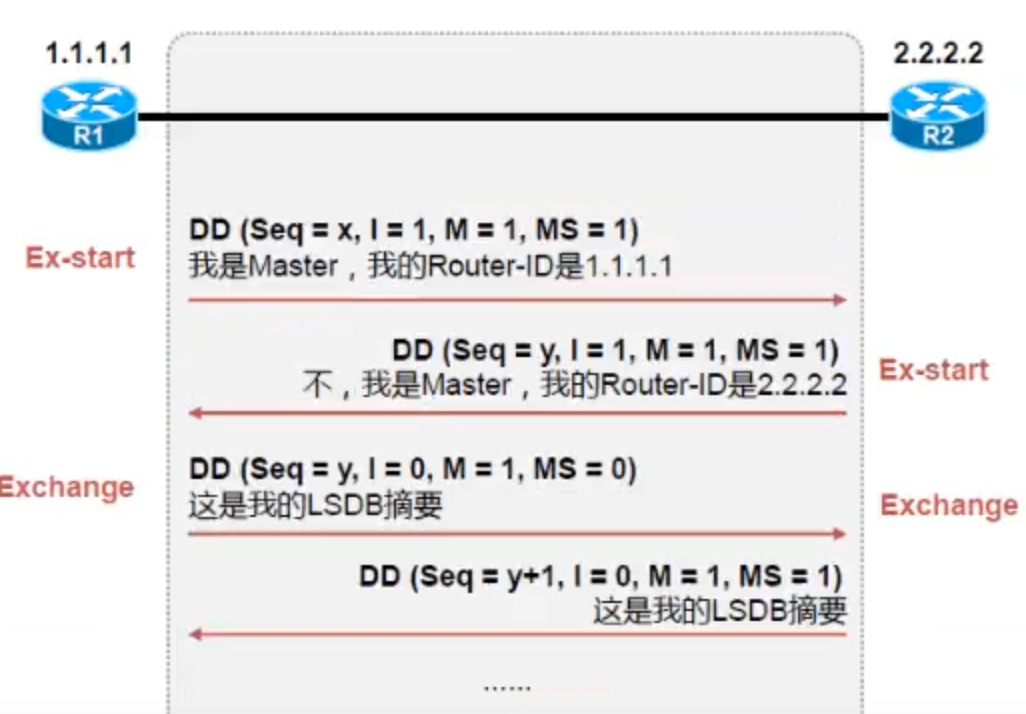 1.1.1.1
2.2.2.2
R1
R2
DD (Seq = x, I = 1, M = 1, MS = 1)
Ex-start
我是Master，我的Router-ID是1.1.1.1
DD (Seq = y, I = 1, M = 1, MS = 1)
不，我是Master，我的Router-ID是2.2.2.2
Ex-start
DD (Seq = y, I = 0, M = 1, MS = 0)
Exchange
这是我的LSDB摘要
Exchange
DD (Seq = y+1, I = 0, M = 1, MS = 1)
这是我的LSDB摘要
......